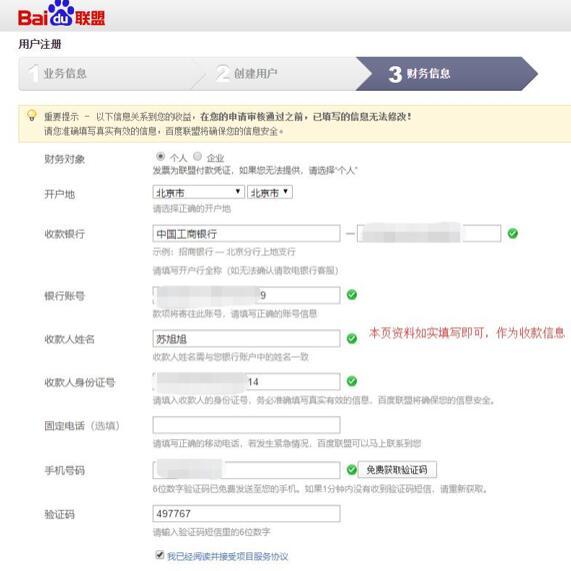 Bai du 联盟
用户注册
1 业务信息 2 创建用户 3 财务信息
重要提示 - 以下信息关系到您的收益，在您的申请审核通过之前，已填写的信息无法修改！
请您准确填写真实有效的信息，百度联盟将确保您的信息安全。
财务对象 个人 企业
发票为联盟付款凭证，如果您无法提供，请选择"个人"
开户地 北京市 北京市
请选择正确的开户地
收款银行 中国工商银行 —
示例：招商银行 — 北京分行上地支行
请填写开户行全称（如无法确认请致电银行客服）
银行账号 9
款项将寄往此账号，请填写正确的账号信息
收款人姓名 苏旭旭
本页资料如实填写即可，作为收款信息
收款人姓名需与您银行账户中的姓名一致
收款人身份证号 14
请填入收款人的身份证号，务必准确填写真实有效的信息，百度联盟将确保您的信息安全。
固定电话（选填）
请填写正确的移动电话，若发生紧急情况，百度联盟可以马上联系到您
手机号码 免费获取验证码
6位数字验证码已免费发送至您的手机。如果1分钟内没有收到验证码短信，请重新获取。
验证码 497767
请输入验证码短信里的6位数字
我已经阅读并接受项目服务协议